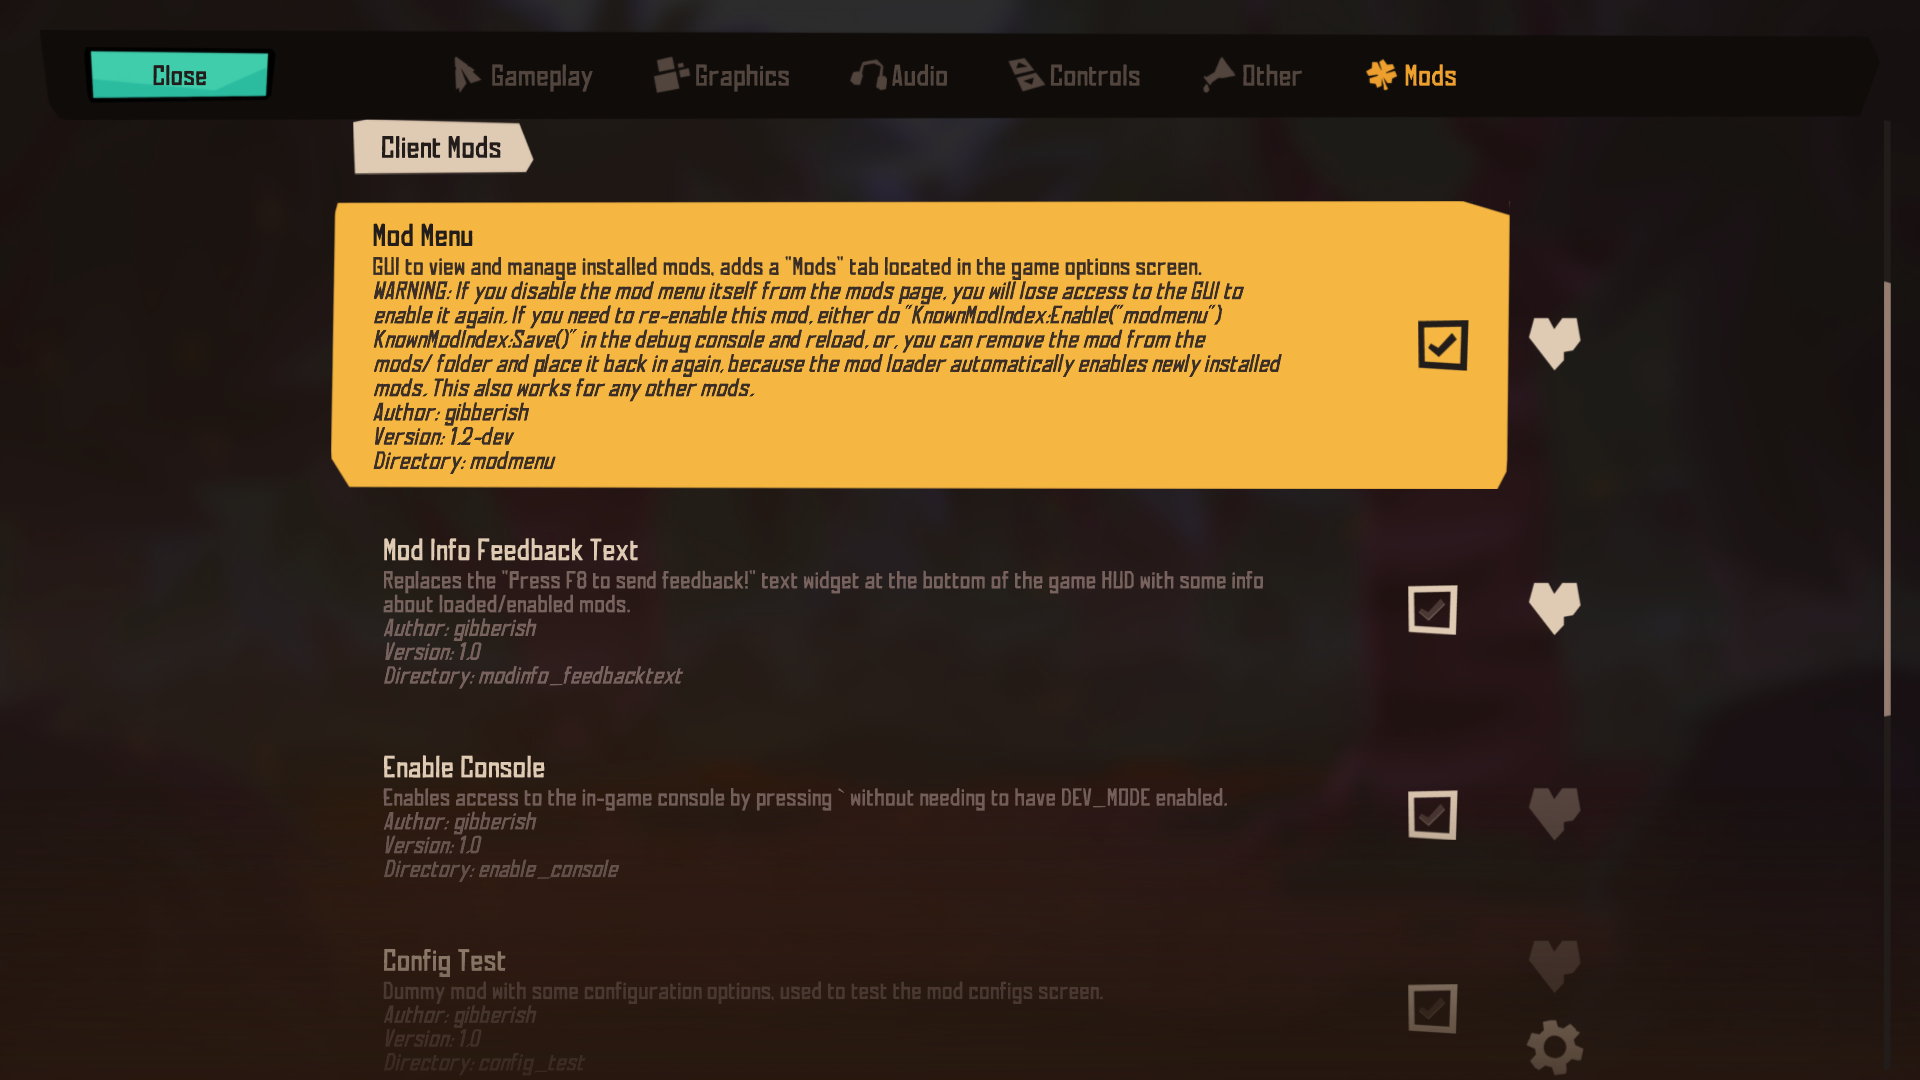 Close
Gameplay
Graphics
Audio
Controls
Other
Mods
Client Mods
Mod Menu
GUI to view and manage installed mods, adds a "Mods" tab located in the game options screen.
WARNING: If you disable the mod menu itself from the mods page, you will lose access to the GUI to
enable it again. If you need to re-enable this mod, either do "KnownModIndex:Enable("modmenu")
KnownModIndex:Save()" in the debug console and reload, or, you can remove the mod from the
mods/ folder and place it back in again, because the mod loader automatically enables newly installed
mods. This also works for any other mods.
Author: gibberish
Version: 1.2-dev
Directory: modmenu
Mod Info Feedback Text
Replaces the "Press F8 to send feedback!" text widget at the bottom of the game HUD with some info
about loaded/enabled mods.
Author: gibberish
Version: 1.0
Directory: modinfo_feedbacktext
Enable Console
Enables access to the in-game console by pressing ` without needing to have DEV_MODE enabled.
Author: gibberish
Version: 1.0
Directory: enable_console
Config Test
Dummy mod with some configuration options, used to test the mod configs screen.
Author: gibberish
Version: 1.0
Directory: config_test